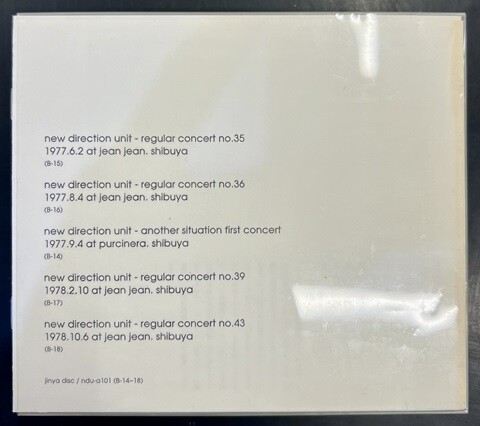 new direction unit - regular concert no.35
1977.6.2 at jean jean. shibuya
(B-15)
new direction unit - regular concert no.36
1977.8.4 at jean jean. shibuya
(B-16)
new direction unit - another situation first concert
1977.9.4 at purcinera. shibuya
(B-14)
new direction unit - regular concert no.39
1978.2.10 at jean jean. shibuya
(B-17)
new direction unit - regular concert no.43
1978.10.6 at jean jean. shibuya
(B-18)
jinya disc / ndu-a101 (B-14~18)